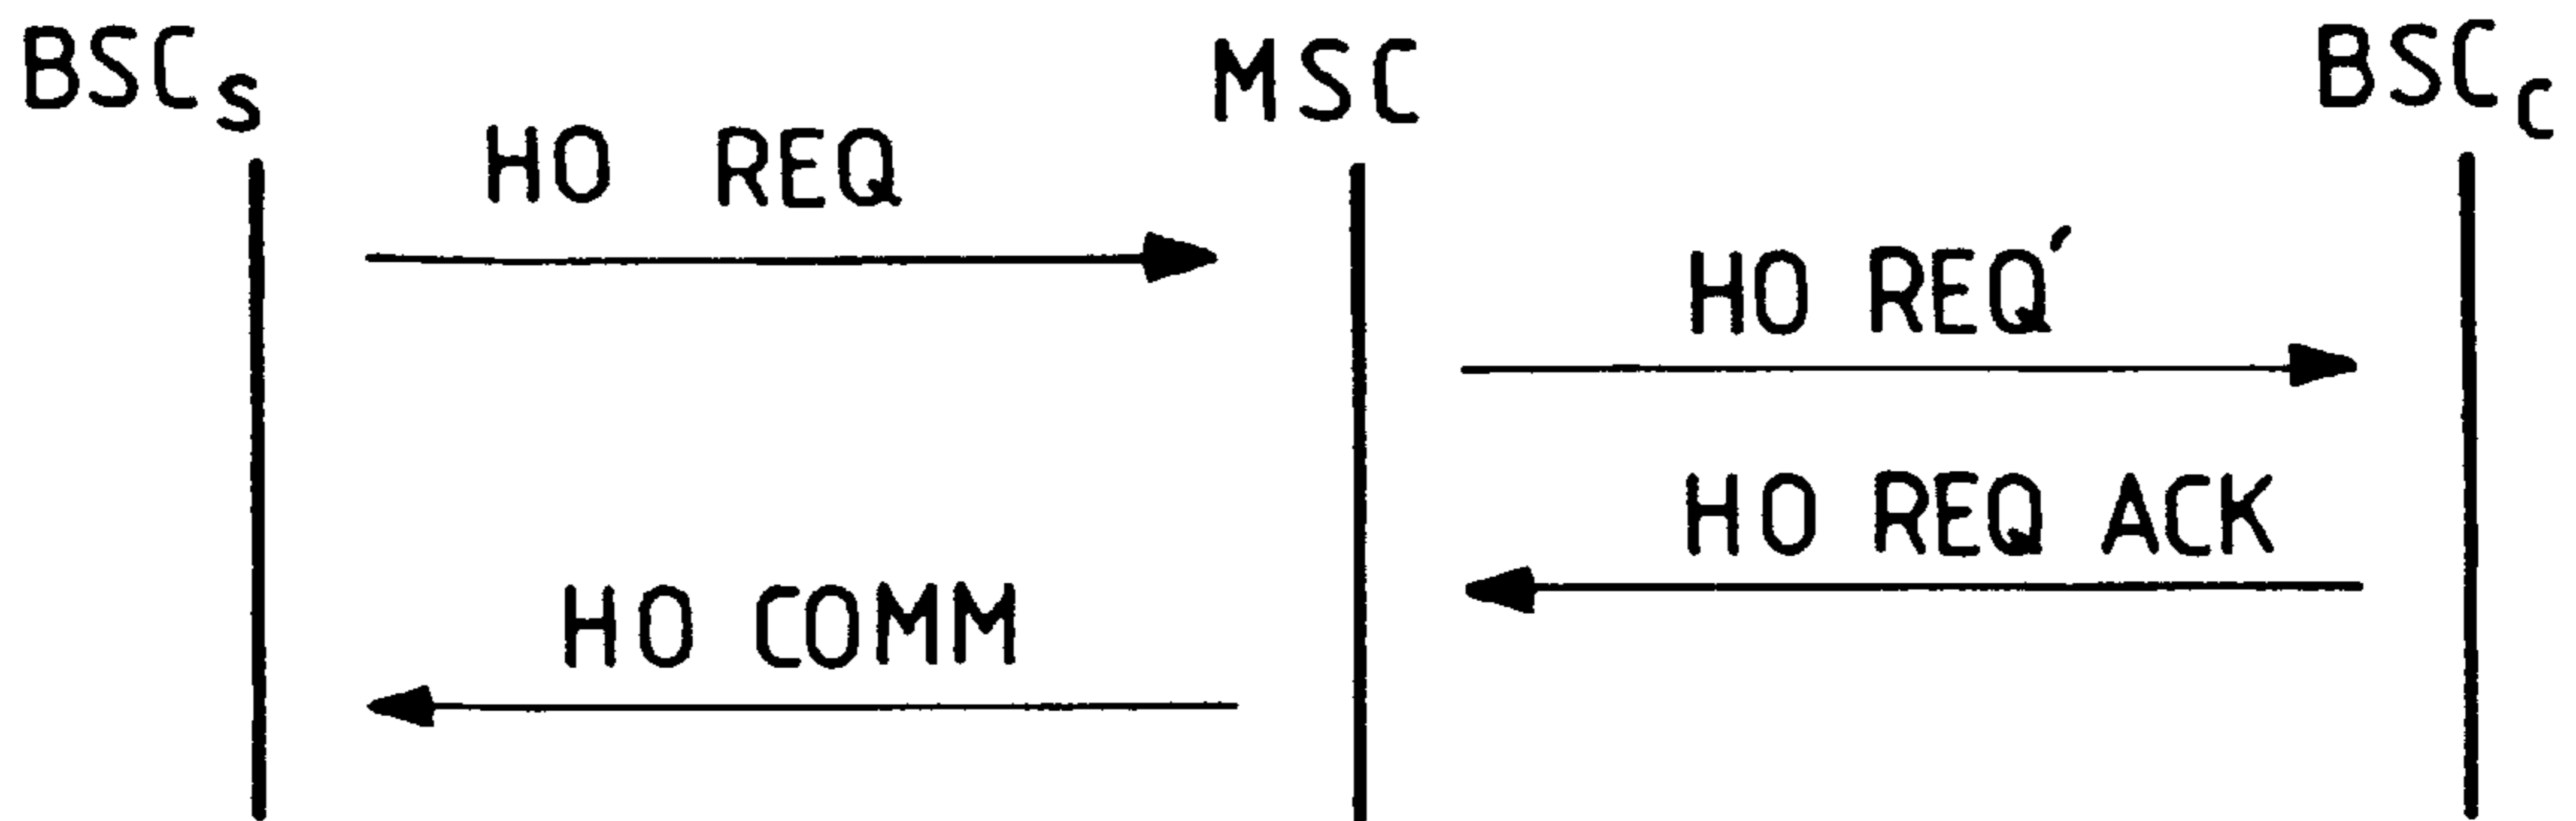 BSCS MSC BSCC
HO REQ
HO REQ′
HO REQ ACK
HO COMM